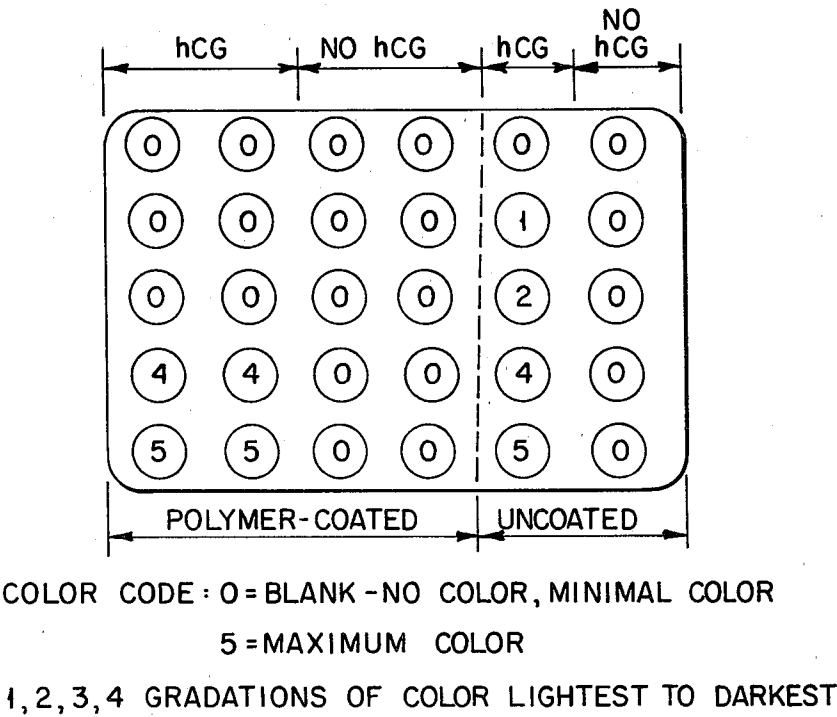 hCG NO hCG hCG NO hCG
0 0 0 0 0 0
0 0 0 0 1 0
0 0 0 0 2 0
4 4 0 0 4 0
5 5 0 0 5 0
POLYMER-COATED UNCOATED
COLOR CODE: 0=BLANK-NO COLOR, MINIMAL COLOR
5=MAXIMUM COLOR
1,2,3,4 GRADATIONS OF COLOR LIGHTEST TO DARKEST